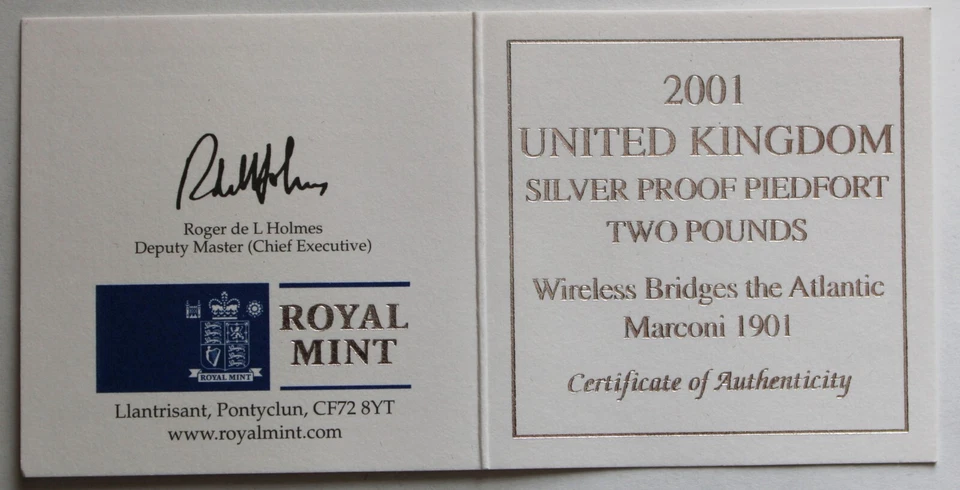 Roger de L Holmes
Deputy Master (Chief Executive)
ROYAL MINT
ROYAL
MINT
Llantrisant, Pontyclun, CF72 8YT
www.royalmint.com
2001
UNITED KINGDOM
SILVER PROOF PIEDFORT
TWO POUNDS
Wireless Bridges the Atlantic
Marconi 1901
Certificate of Authenticity